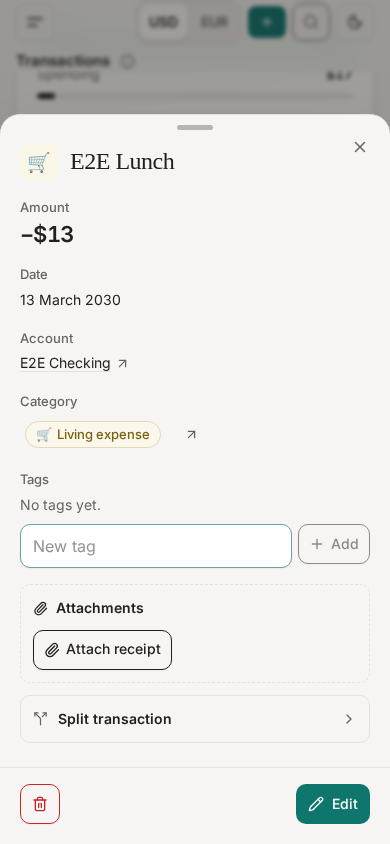 USD EUR
Transactions
spending
E2E Lunch
Amount
–$13
Date
13 March 2030
Account
E2E Checking
Category
Living expense
Tags
No tags yet.
New tag
Add
Attachments
Attach receipt
Split transaction
Edit